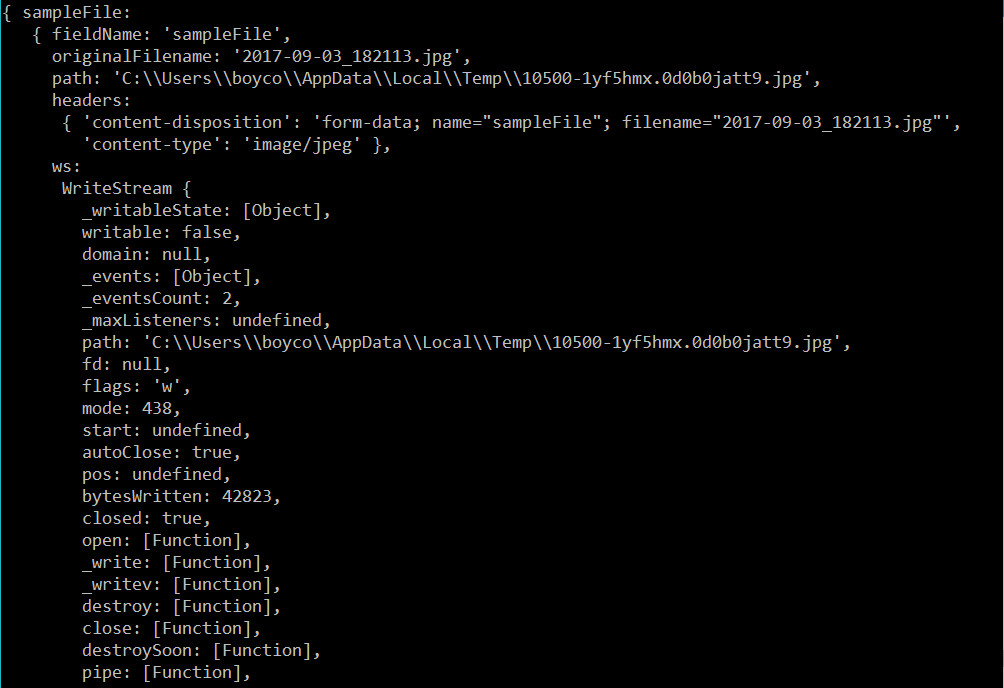 { sampleFile:
{ fieldName: 'sampleFile',
originalFilename: '2017-09-03_182113.jpg',
path: 'C:\\Users\\boyco\\AppData\\Local\\Temp\\10500-1yf5hmx.0d0b0jatt9.jpg',
headers:
{ 'content-disposition': 'form-data; name="sampleFile"; filename="2017-09-03_182113.jpg"',
'content-type': 'image/jpeg' },
ws:
WriteStream {
_writableState: [Object],
writable: false,
domain: null,
_events: [Object],
_eventsCount: 2,
_maxListeners: undefined,
path: 'C:\\Users\\boyco\\AppData\\Local\\Temp\\10500-1yf5hmx.0d0b0jatt9.jpg',
fd: null,
flags: 'w',
mode: 438,
start: undefined,
autoClose: true,
pos: undefined,
bytesWritten: 42823,
closed: true,
open: [Function],
_write: [Function],
_writev: [Function],
destroy: [Function],
close: [Function],
destroySoon: [Function],
pipe: [Function],